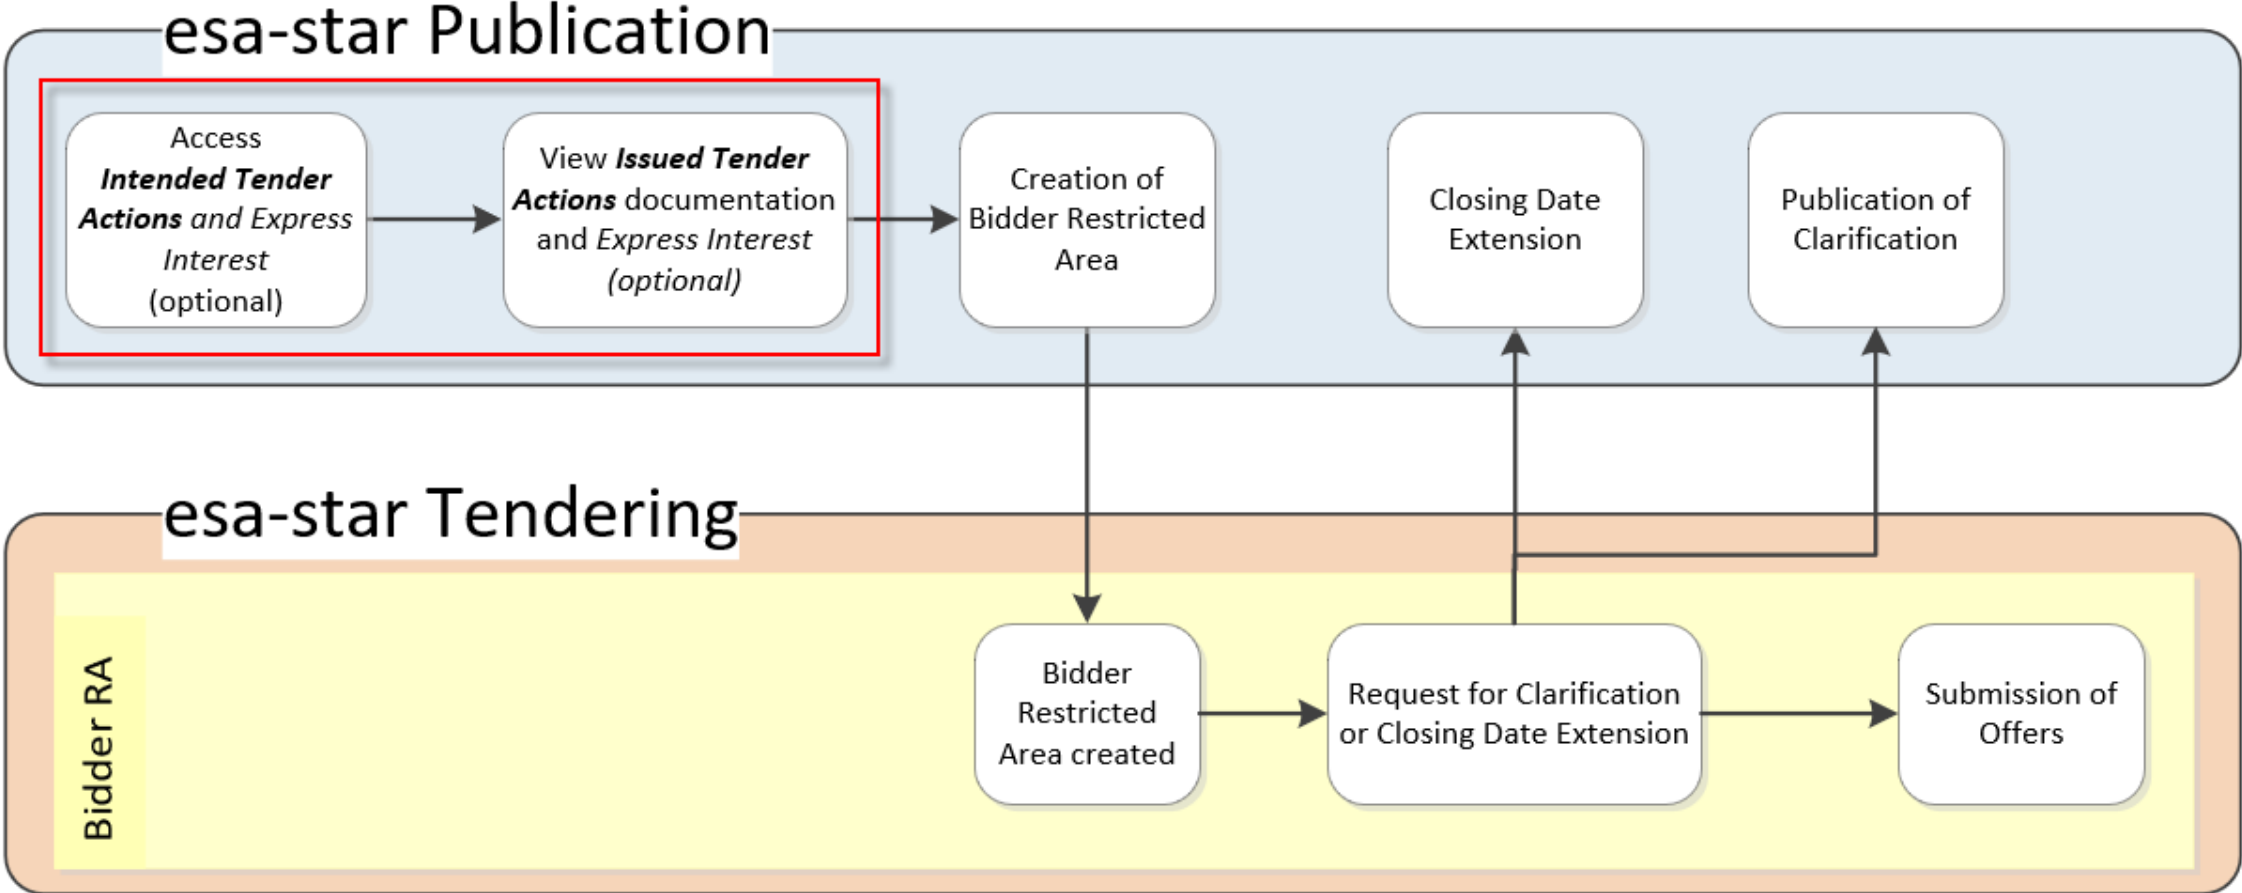 esa-star Publication
Access
Intended Tender
Actions and Express
Interest
(optional)
View Issued Tender
Actions documentation
and Express Interest
(optional)
Creation of
Bidder Restricted
Area
Closing Date
Extension
Publication of
Clarification
esa-star Tendering
Bidder RA
Bidder
Restricted
Area created
Request for Clarification
or Closing Date Extension
Submission of
Offers